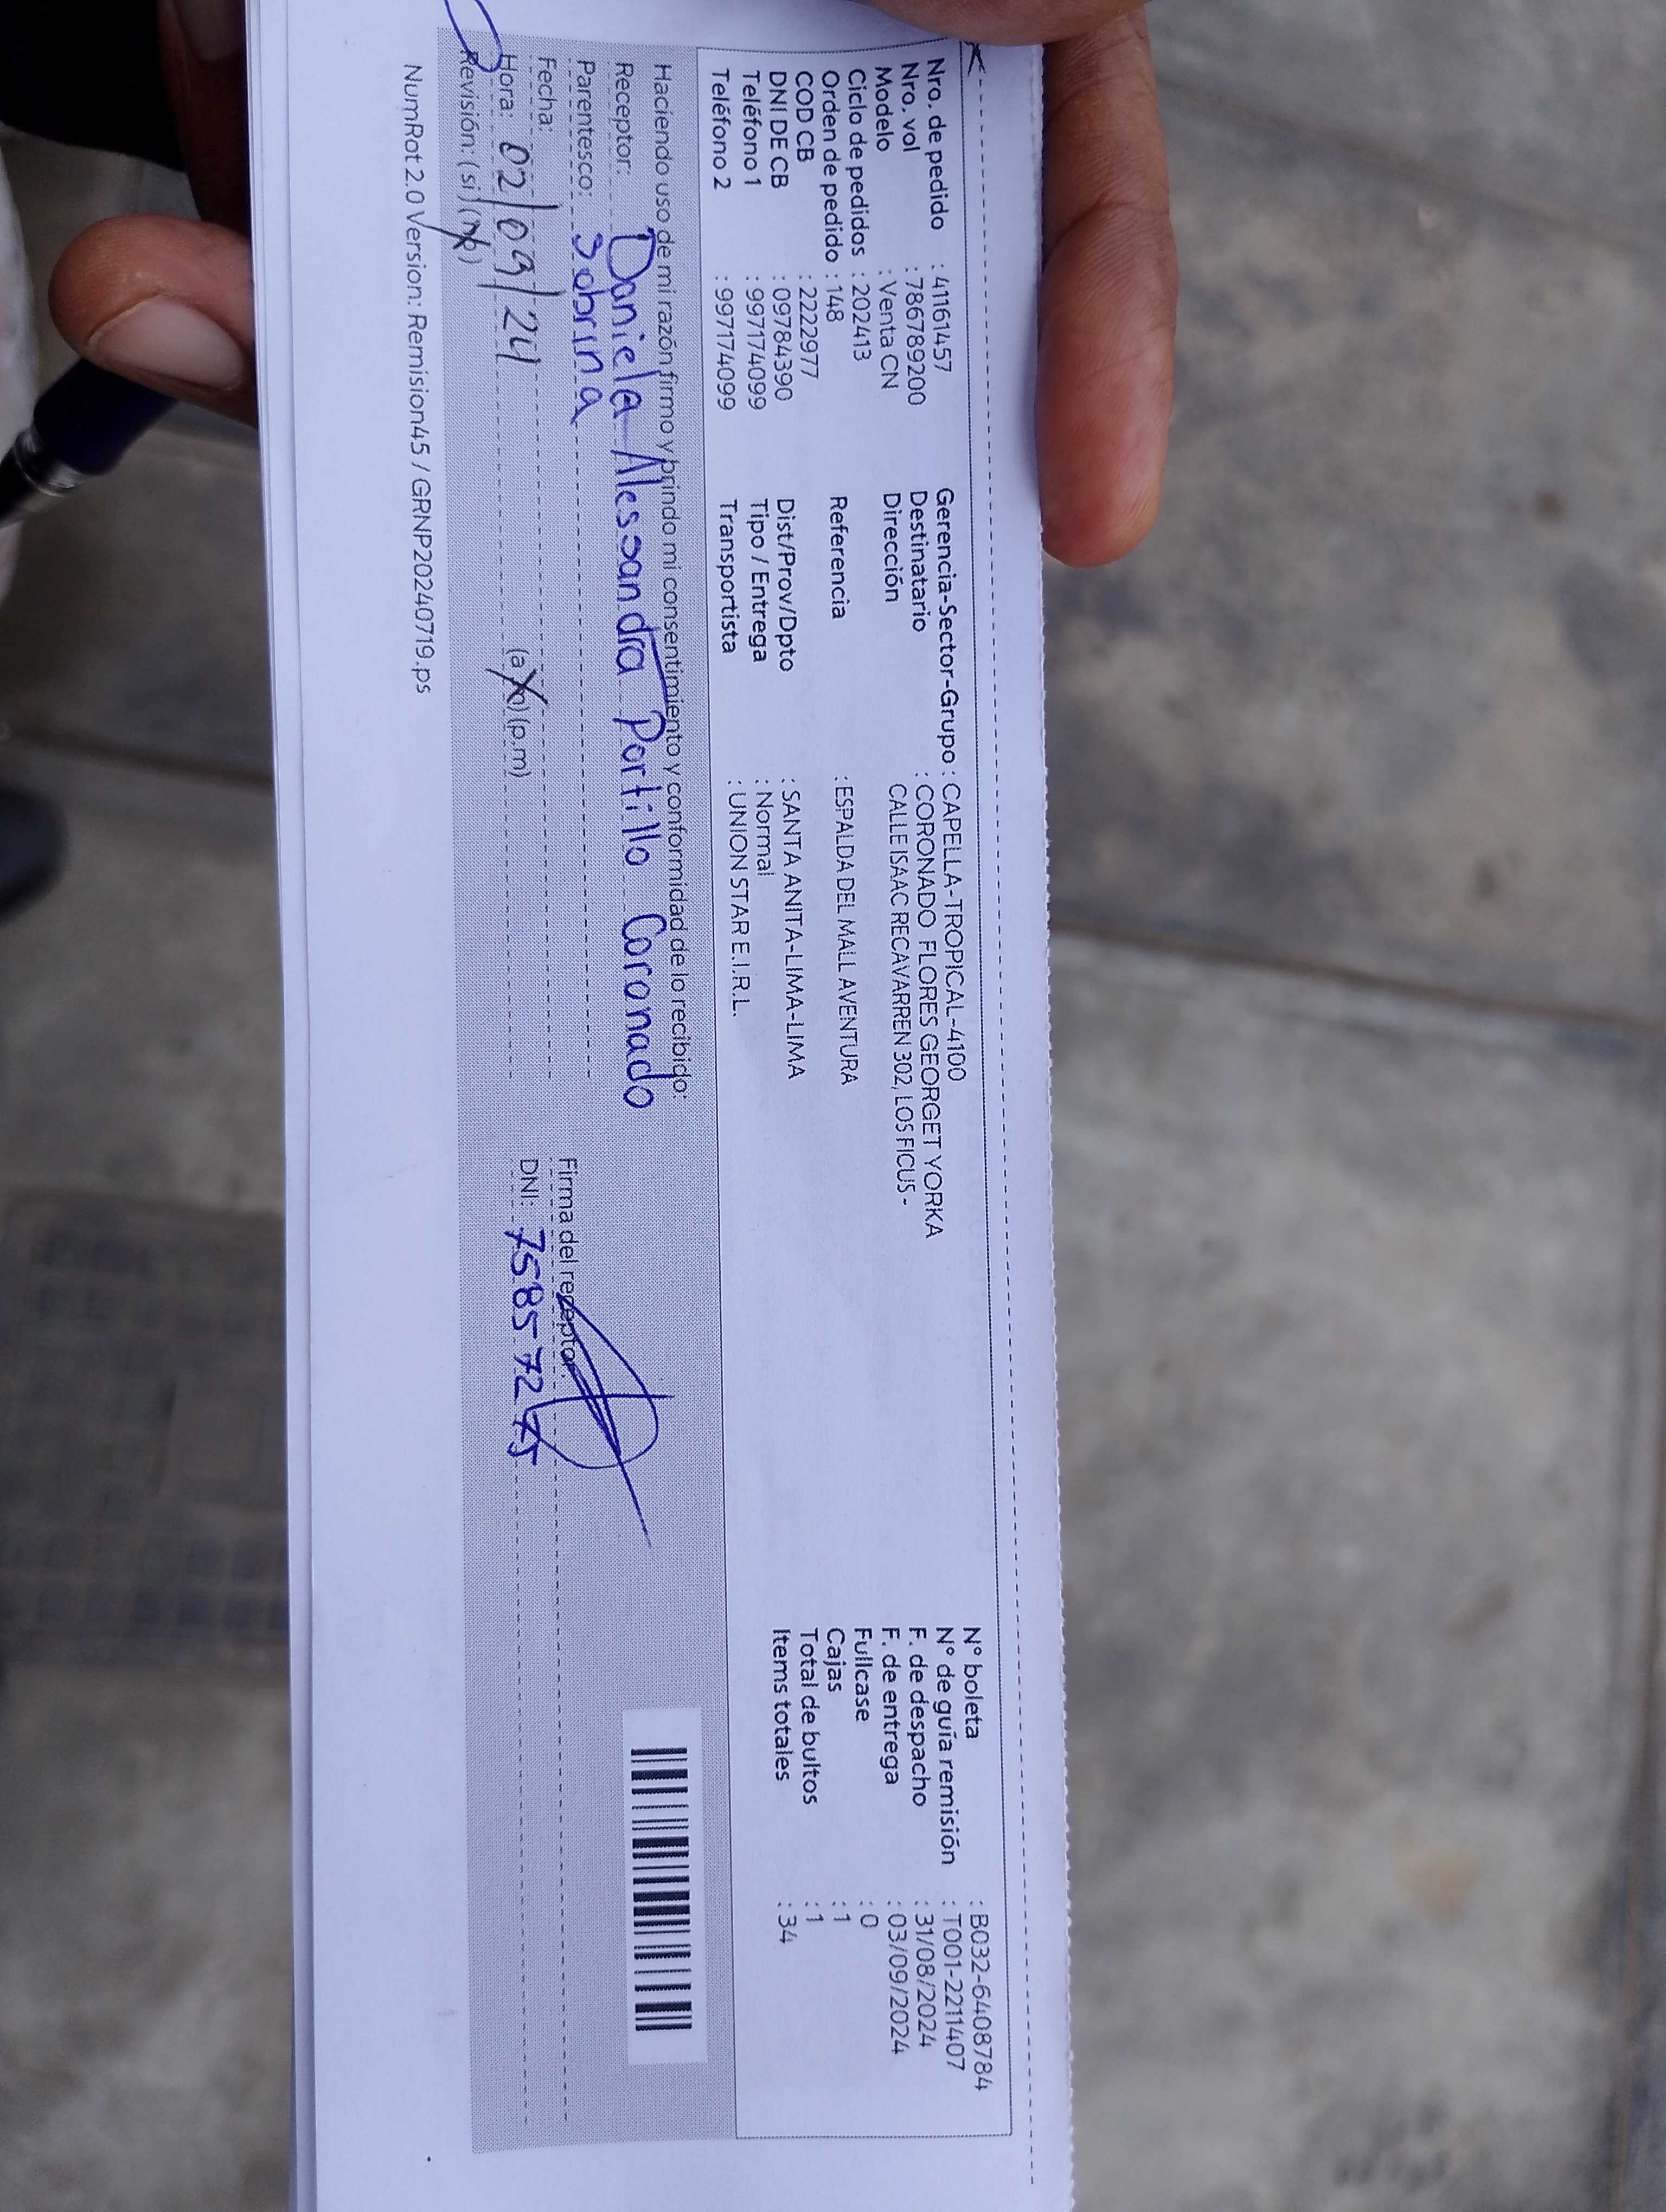 Nro. de pedido : 41161457
Nro. vol : 786789200
Modelo : Venta CN
Ciclo de pedidos : 202413
Orden de pedido : 148
COD CB : 2222977
DNI DE CB : 09784390
Teléfono 1 : 997174099
Teléfono 2 : 997174099
Gerencia-Sector-Grupo : CAPELLA-TROPICAL-4100
Destinatario : CORONADO FLORES GEORGET YORKA
Dirección CALLE ISAAC RECAVARREN 302, LOS FICUS -
Referencia : ESPALDA DEL MALL AVENTURA
Dist/Prov/Dpto : SANTA ANITA-LIMA-LIMA
Tipo / Entrega : Normal
Transportista : UNION STAR E.I.R.L.
N° boleta : B032-6408784
N° de guía remisión : T001-2211407
F. de despacho : 31/08/2024
F. de entrega : 03/09/2024
Fullcase : 0
Cajas : 1
Total de bultos : 1
Items totales : 34
Haciendo uso de mi razón firmo y brindo mi consentimiento y conformidad de lo recibido:
Receptor: Daniela Alessandra Portillo Coronado
Parentesco: Sobrina
Fecha:
Hora: 02/09/24 (a.m) (p.m)
Revisión: (si) (no)
Firma del receptor:
DNI: 75857275
NumRot 2.0 Version: Remision45 / GRNP20240719.ps